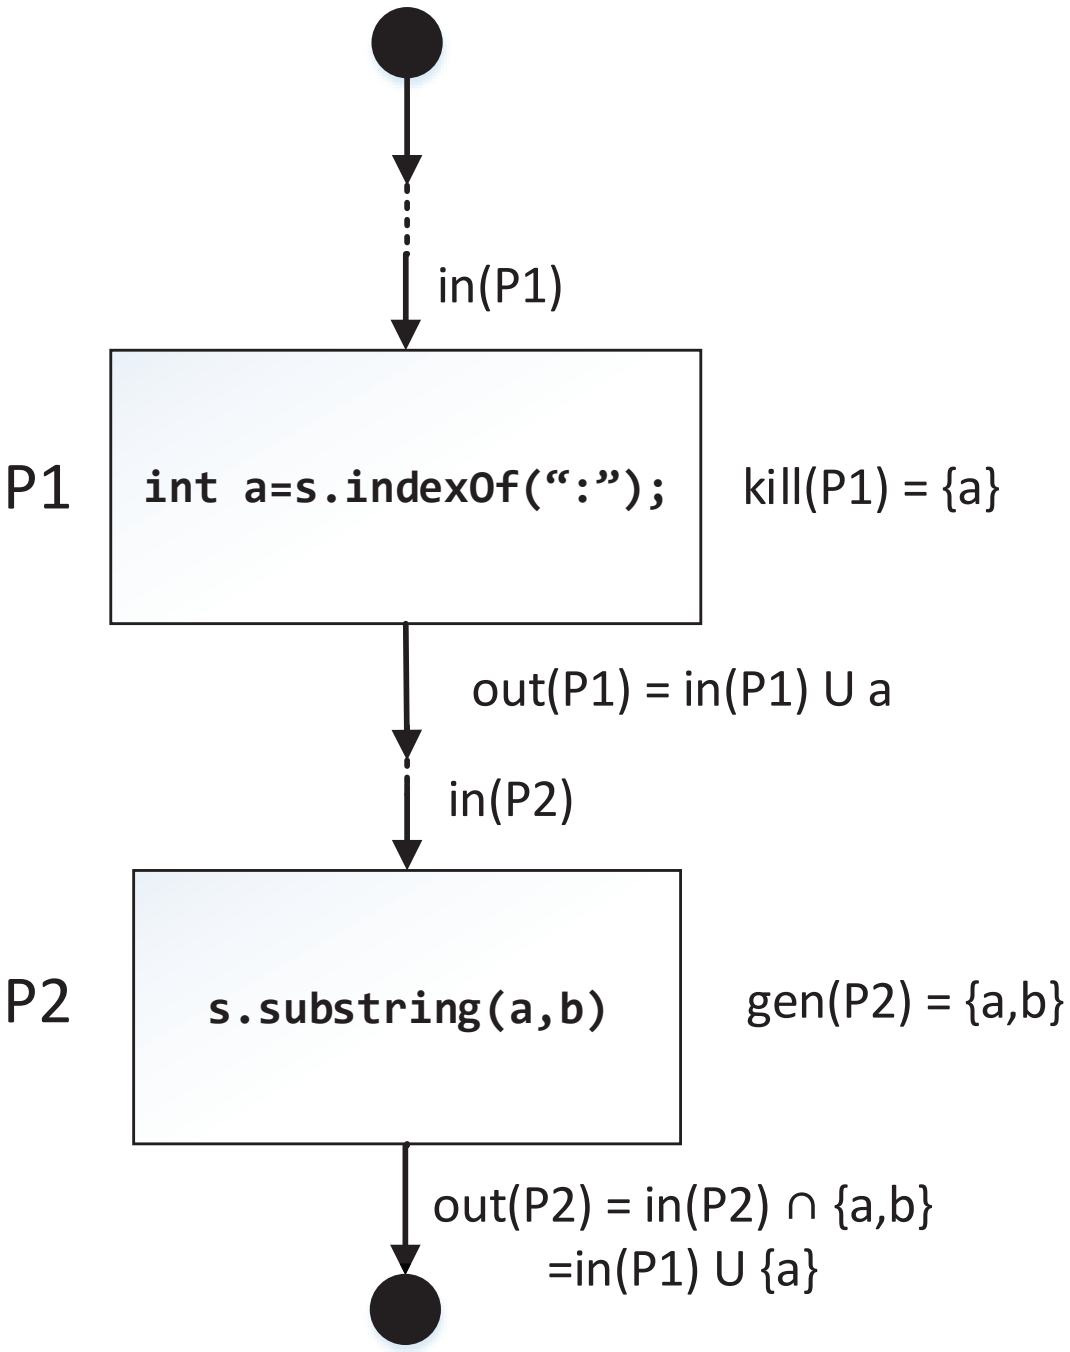 in(P1)
P1
int a=s.indexOf(“:”);
kill(P1) = {a}
out(P1) = in(P1) U a
in(P2)
P2
s.substring(a,b)
gen(P2) = {a,b}
out(P2) = in(P2) ∩ {a,b}
=in(P1) U {a}